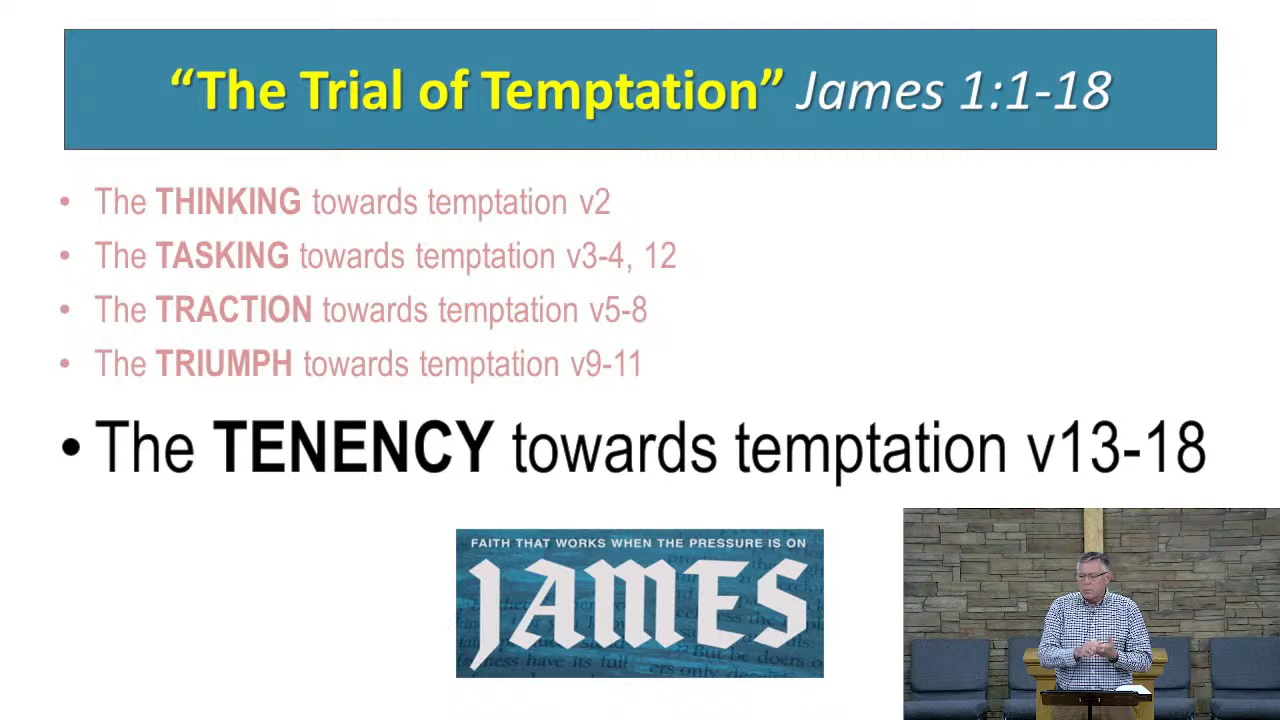 “The Trial of Temptation” James 1:1-18
• The THINKING towards temptation v2
• The TASKING towards temptation v3-4, 12
• The TRACTION towards temptation v5-8
• The TRIUMPH towards temptation v9-11
• The TENENCY towards temptation v13-18
FAITH THAT WORKS WHEN THE PRESSURE IS ON
JAMES